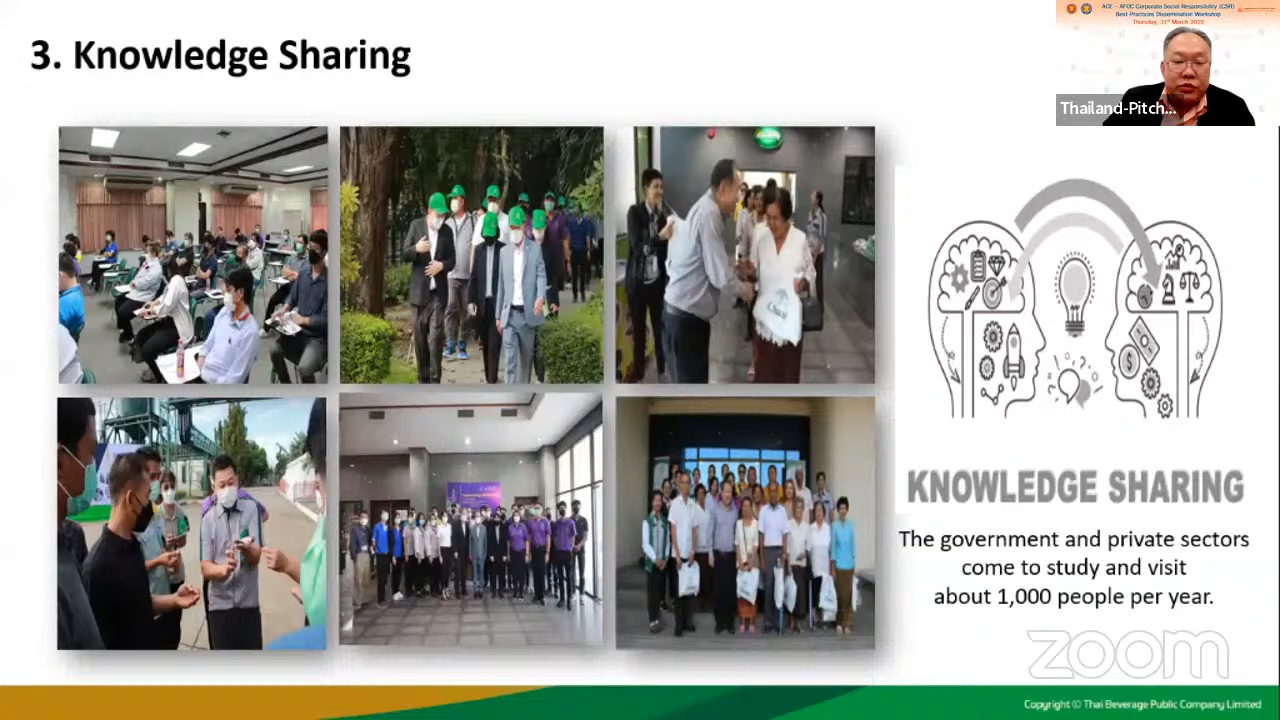 3. Knowledge Sharing
ACE – AFOC Corporate Social Responsibility (CSR)
Best Practices Dissemination Workshop
Thursday, 31st March 2022
Thailand-Pitch...
KNOWLEDGE SHARING
The government and private sectors
come to study and visit
about 1,000 people per year.
zoom
Copyright © Thai Beverage Public Company Limited